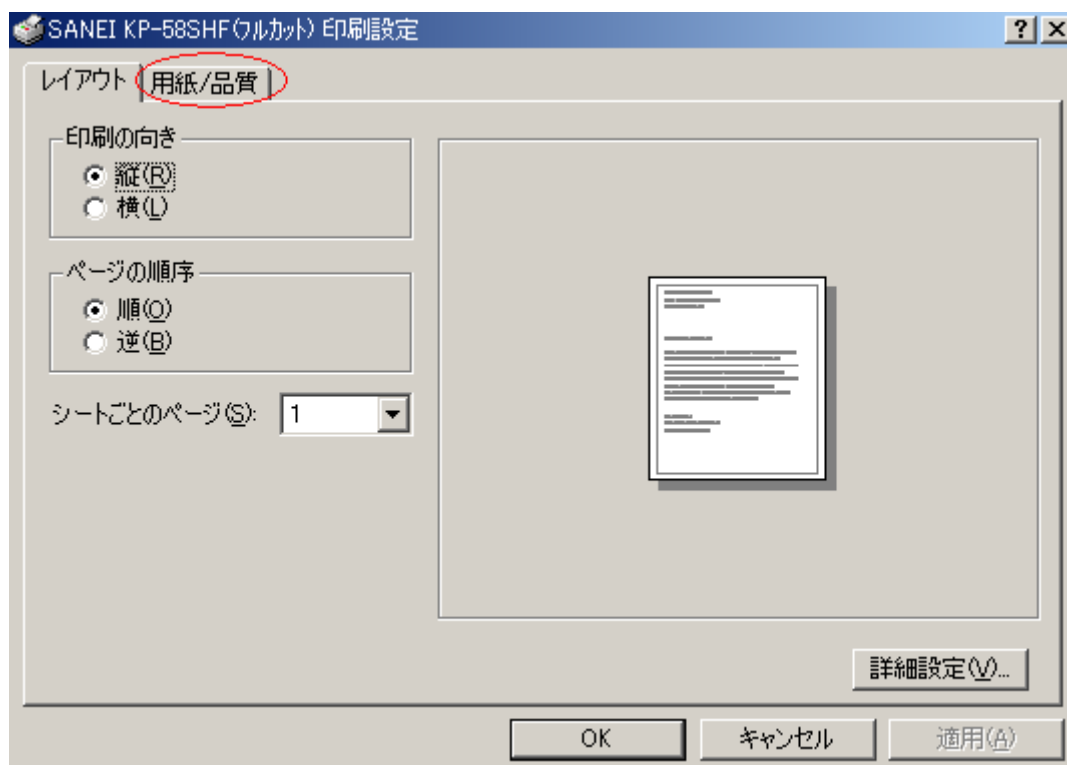 SANEI KP-58SHF(フルカット) 印刷設定
レイアウト 用紙/品質
印刷の向き
縦(R)
横(L)
ページの順序
順(O)
逆(B)
シートごとのページ(S): 1
詳細設定(V)...
OK キャンセル 適用(A)